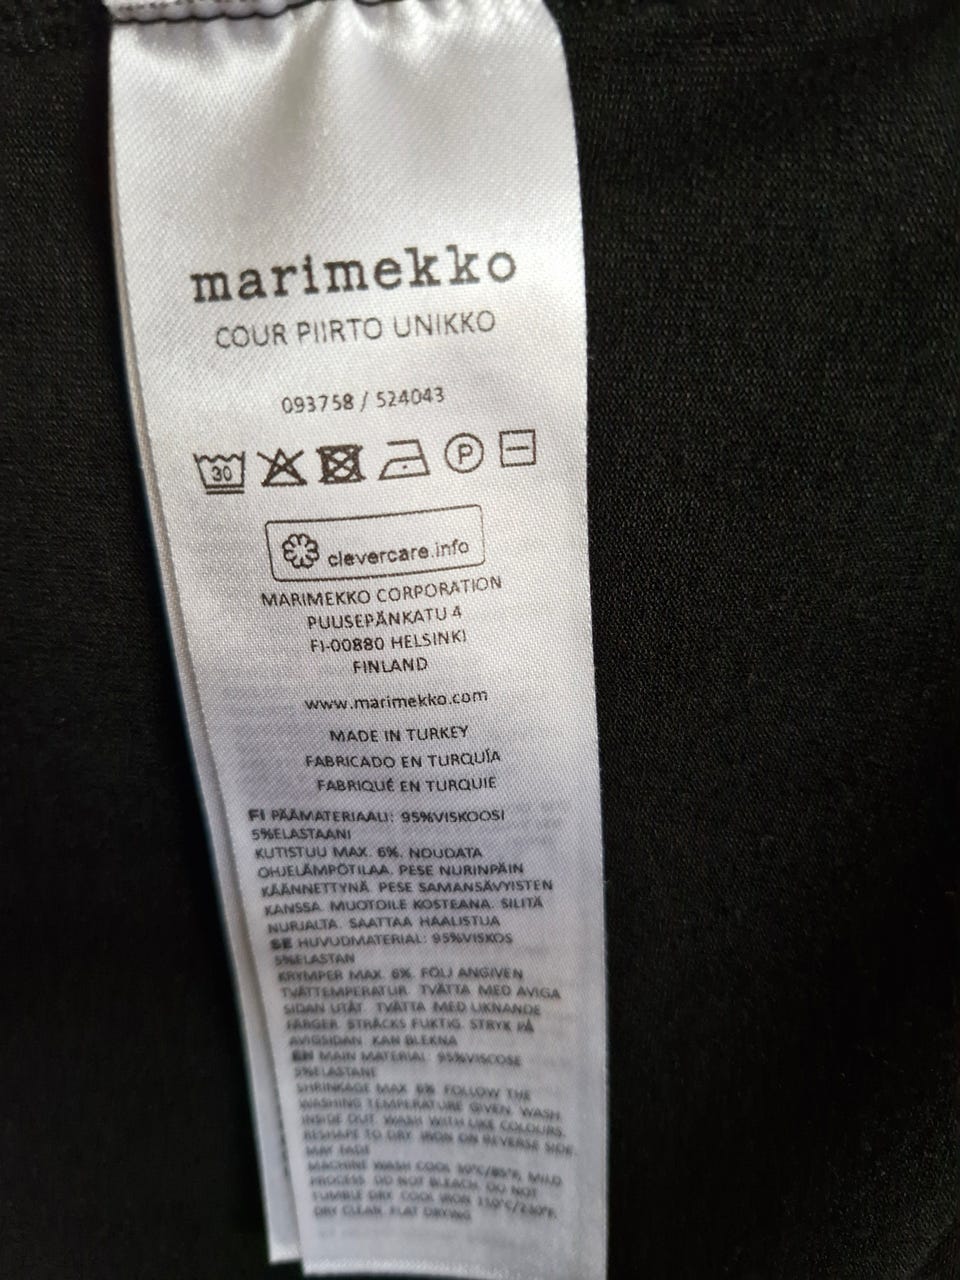 marimekko
COUR PIIRTO UNIKKO
093758 / 524043
30 P
clevercare.info
MARIMEKKO CORPORATION
PUUSEPÄNKATU 4
FI-00880 HELSINKI
FINLAND
www.marimekko.com
MADE IN TURKEY
FABRICADO EN TURQUÍA
FABRIQUÉ EN TURQUIE
FI PÄÄMATERIAALI: 95%VISKOOSI
5%ELASTAANI
KUTISTUU MAX. 6%. NOUDATA
OHJELÄMPÖTILAA. PESE NURINPÄIN
KÄÄNNETTYNÄ. PESE SAMANSÄVYISTEN
KANSSA. MUOTOILE KOSTEANA. SILITÄ
NURJALTA. SAATTAA HAALISTUA
SE HUVUDMATERIAL: 95%VISKOS
5%ELASTAN
KRYMPER MAX. 6%. FÖLJ ANGIVEN
TVÄTTEMPERATUR. TVÄTTA MED AVIGA
SIDAN UTÅT. TVÄTTA MED LIKNANDE
FÄRGER. STRÄCKS FUKTIG. STRYK PÅ
AVIGSIDAN. KAN BLEKNA
EN MAIN MATERIAL: 95%VISCOSE
5%ELASTANE
SHRINKAGE MAX 6% FOLLOW THE
WASHING TEMPERATURE GIVEN. WASH
INSIDE OUT. WASH WITH LIKE COLOURS.
RESHAPE TO DRY. IRON ON REVERSE SIDE.
MAY FADE
MACHINE WASH COOL 30°C/85°F, MILD
PROCESS. DO NOT BLEACH. DO NOT
TUMBLE DRY. COOL IRON 110°C/230°F.
DRY CLEAN. FLAT DRYING